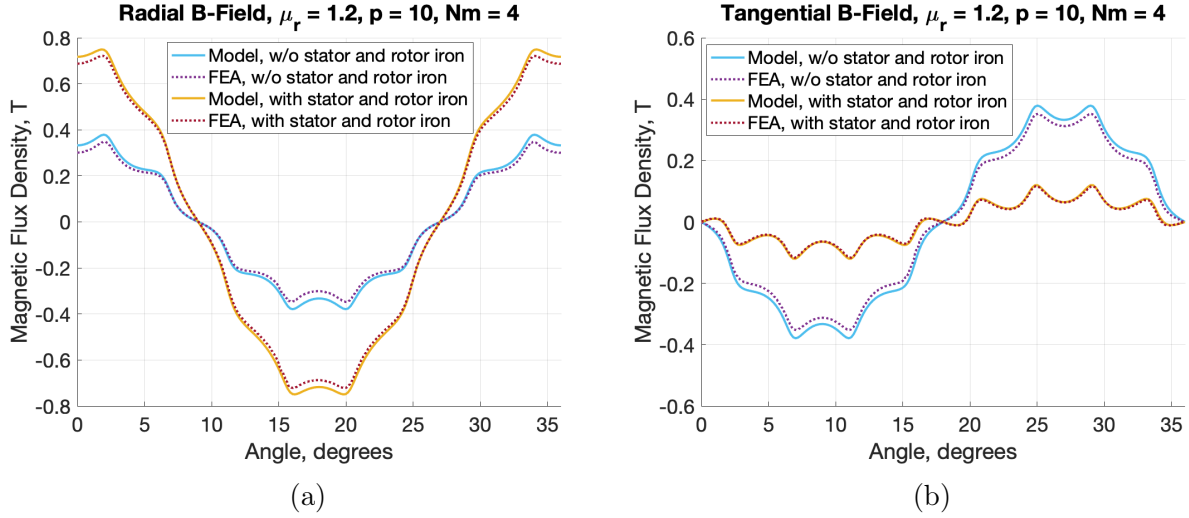 Radial B-Field, μr = 1.2, p = 10, Nm = 4
Magnetic Flux Density, T
0.8
0.6
0.4
0.2
0
-0.2
-0.4
-0.6
-0.8
Model, w/o stator and rotor iron
FEA, w/o stator and rotor iron
Model, with stator and rotor iron
FEA, with stator and rotor iron
0 5 10 15 20 25 30 35
Angle, degrees
(a)
Tangential B-Field, μr = 1.2, p = 10, Nm = 4
Magnetic Flux Density, T
0.6
0.4
0.2
0
-0.2
-0.4
-0.6
Model, w/o stator and rotor iron
FEA, w/o stator and rotor iron
Model, with stator and rotor iron
FEA, with stator and rotor iron
0 5 10 15 20 25 30 35
Angle, degrees
(b)